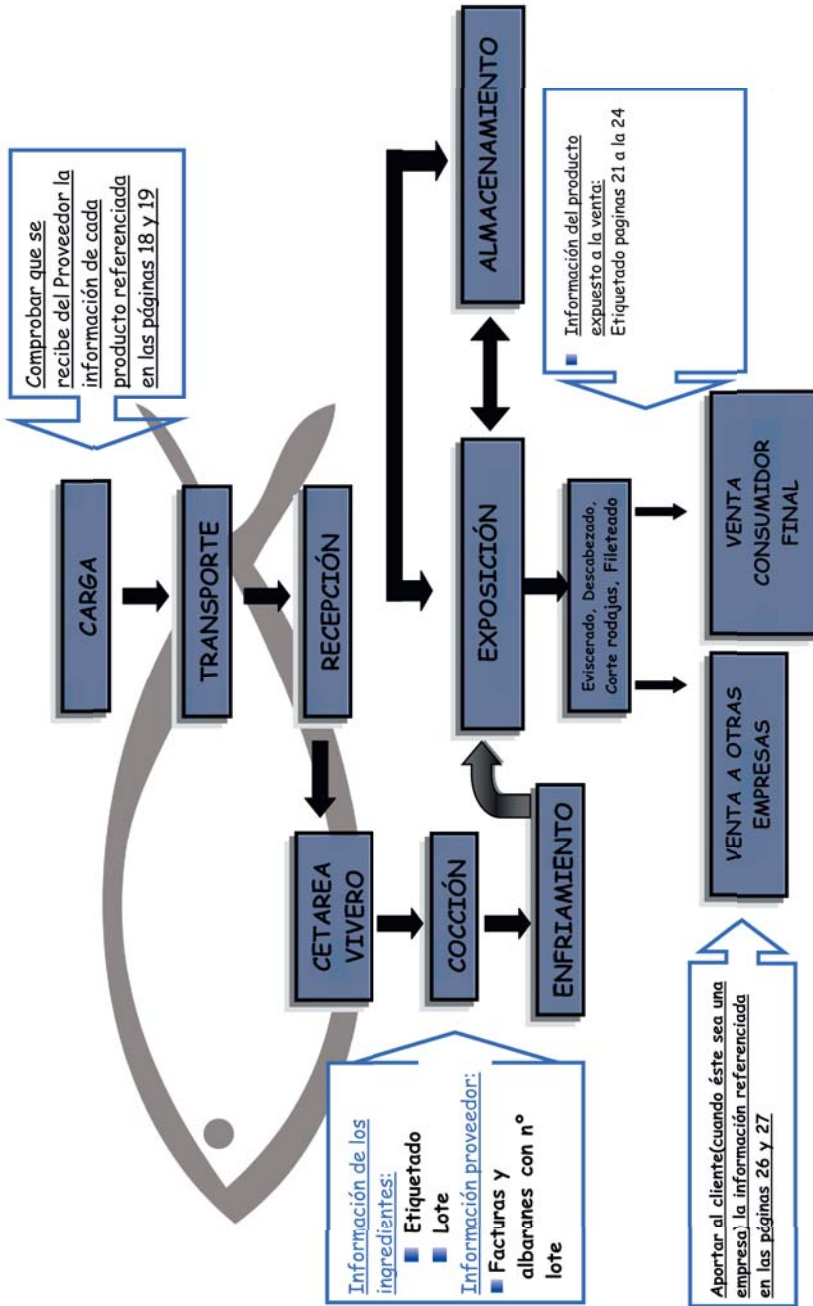 Comprobar que se
recibe del Proveedor la
información de cada
producto referenciada
en las páginas 18 y 19
CARGA
TRANSPORTE
RECEPCIÓN
CETAREA
VIVERO
COCCIÓN
ENFRIAMIENTO
Información de los
ingredientes:
Etiquetado
Lote
Información proveedor:
Facturas y
albaranes con nº
lote
ALMACENAMIENTO
EXPOSICIÓN
Información del producto
expuesto a la venta:
Etiquetado paginas 21 a la 24
Eviscerado, Descabezado,
Corte rodajas, Fileteado
VENTA A OTRAS
EMPRESAS
VENTA
CONSUMIDOR
FINAL
Aportar al cliente(cuando éste sea una
empresa) la información referenciada
en las páginas 26 y 27